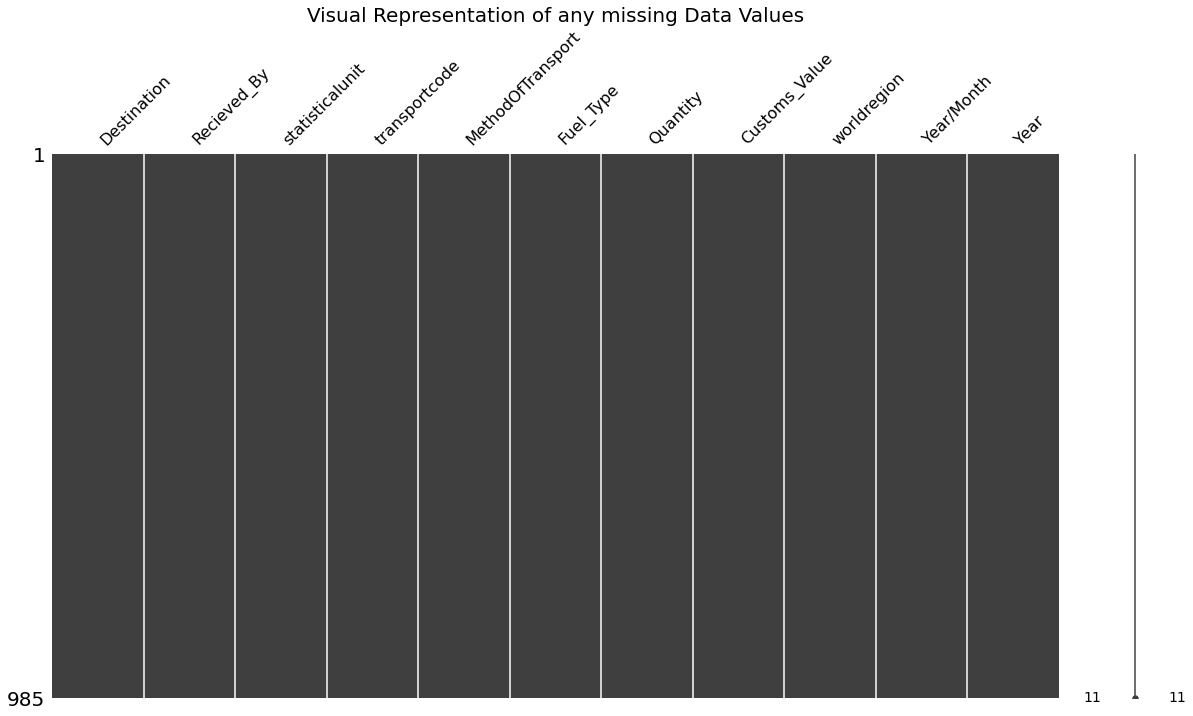 Visual Representation of any missing Data Values
Destination
Recieved_By
statisticalunit
transportcode
MethodOfTransport
Fuel_Type
Quantity
Customs_Value
worldregion
Year/Month
Year
1
985
11
11